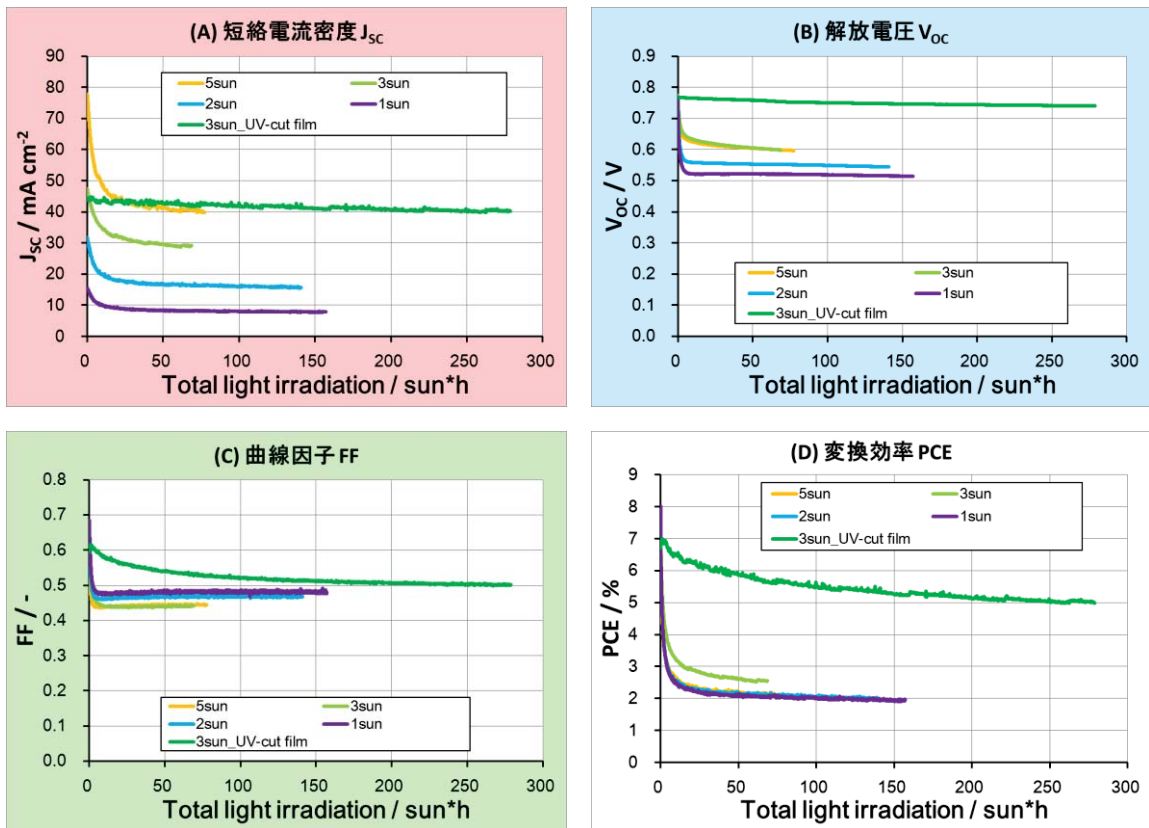 (A) 短絡電流密度 JSC
90
80
70
60
50
40
30
20
10
0
JSC / mA cm-2
5sun
3sun
2sun
1sun
3sun_UV-cut film
0 50 100 150 200 250 300
Total light irradiation / sun*h
(B) 解放電圧 VOC
0.9
0.8
0.7
0.6
0.5
0.4
0.3
0.2
0.1
0.0
VOC / V
5sun
3sun
2sun
1sun
3sun_UV-cut film
0 50 100 150 200 250 300
Total light irradiation / sun*h
(C) 曲線因子 FF
0.8
0.7
0.6
0.5
0.4
0.3
0.2
0.1
0.0
FF / -
5sun
3sun
2sun
1sun
3sun_UV-cut film
0 50 100 150 200 250 300
Total light irradiation / sun*h
(D) 変換効率 PCE
9
8
7
6
5
4
3
2
1
0
PCE / %
5sun
3sun
2sun
1sun
3sun_UV-cut film
0 50 100 150 200 250 300
Total light irradiation / sun*h